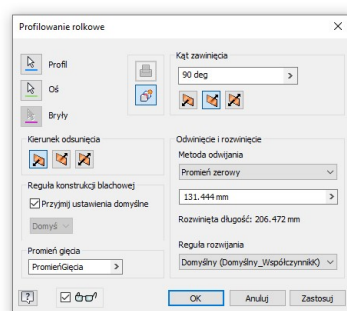 Profilowanie rolkowe
Profil
Oś
Bryły
Kąt zawinięcia
90 deg
Kierunek odsunięcia
Reguła konstrukcji blachowej
Przyjmij ustawienia domyślne
Domyś
Promień gięcia
PromieńGięcia
Odwinięcie i rozwinięcie
Metoda odwijania
Promień zerowy
131.444 mm
Rozwinięta długość: 206.472 mm
Reguła rozwijania
Domyślny (Domyślny_WspółczynnikK)
OK Anuluj Zastosuj